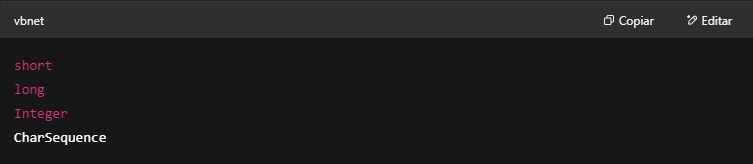 vbnet Copiar Editar
short
long
Integer
CharSequence